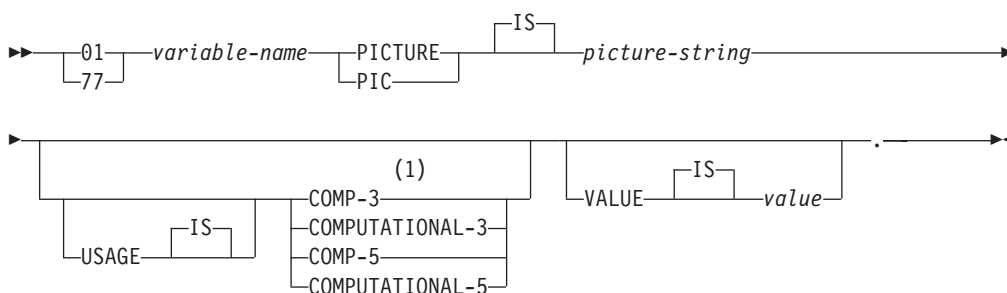 IS
01 variable-name PICTURE picture-string
77 PIC
(1) IS
COMP-3 VALUE value .
IS COMPUTATIONAL-3
USAGE COMP-5
COMPUTATIONAL-5